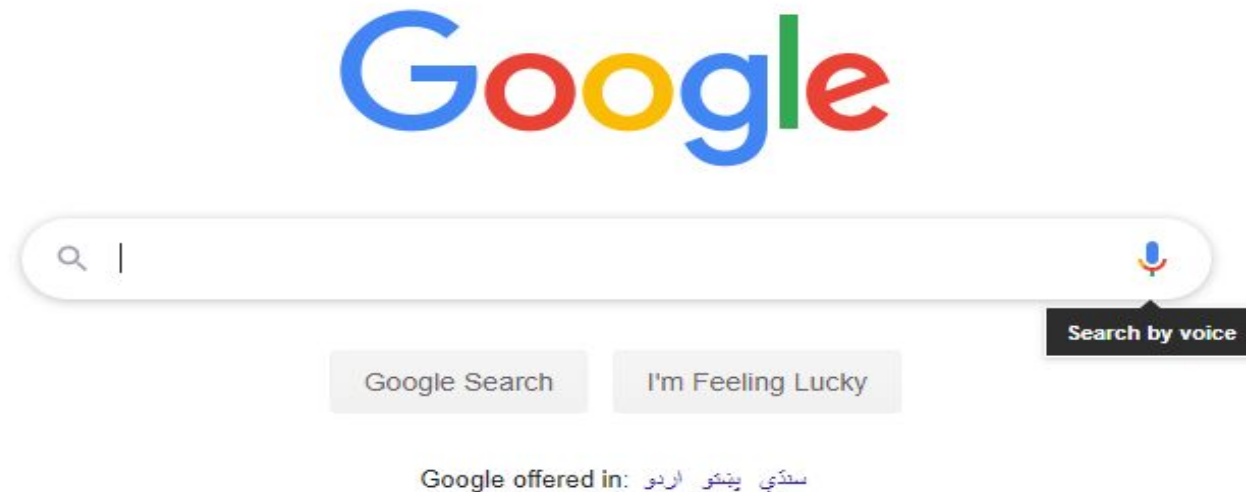 Google
Search by voice
Google Search
I'm Feeling Lucky
Google offered in: اردو پښتو سنڌي